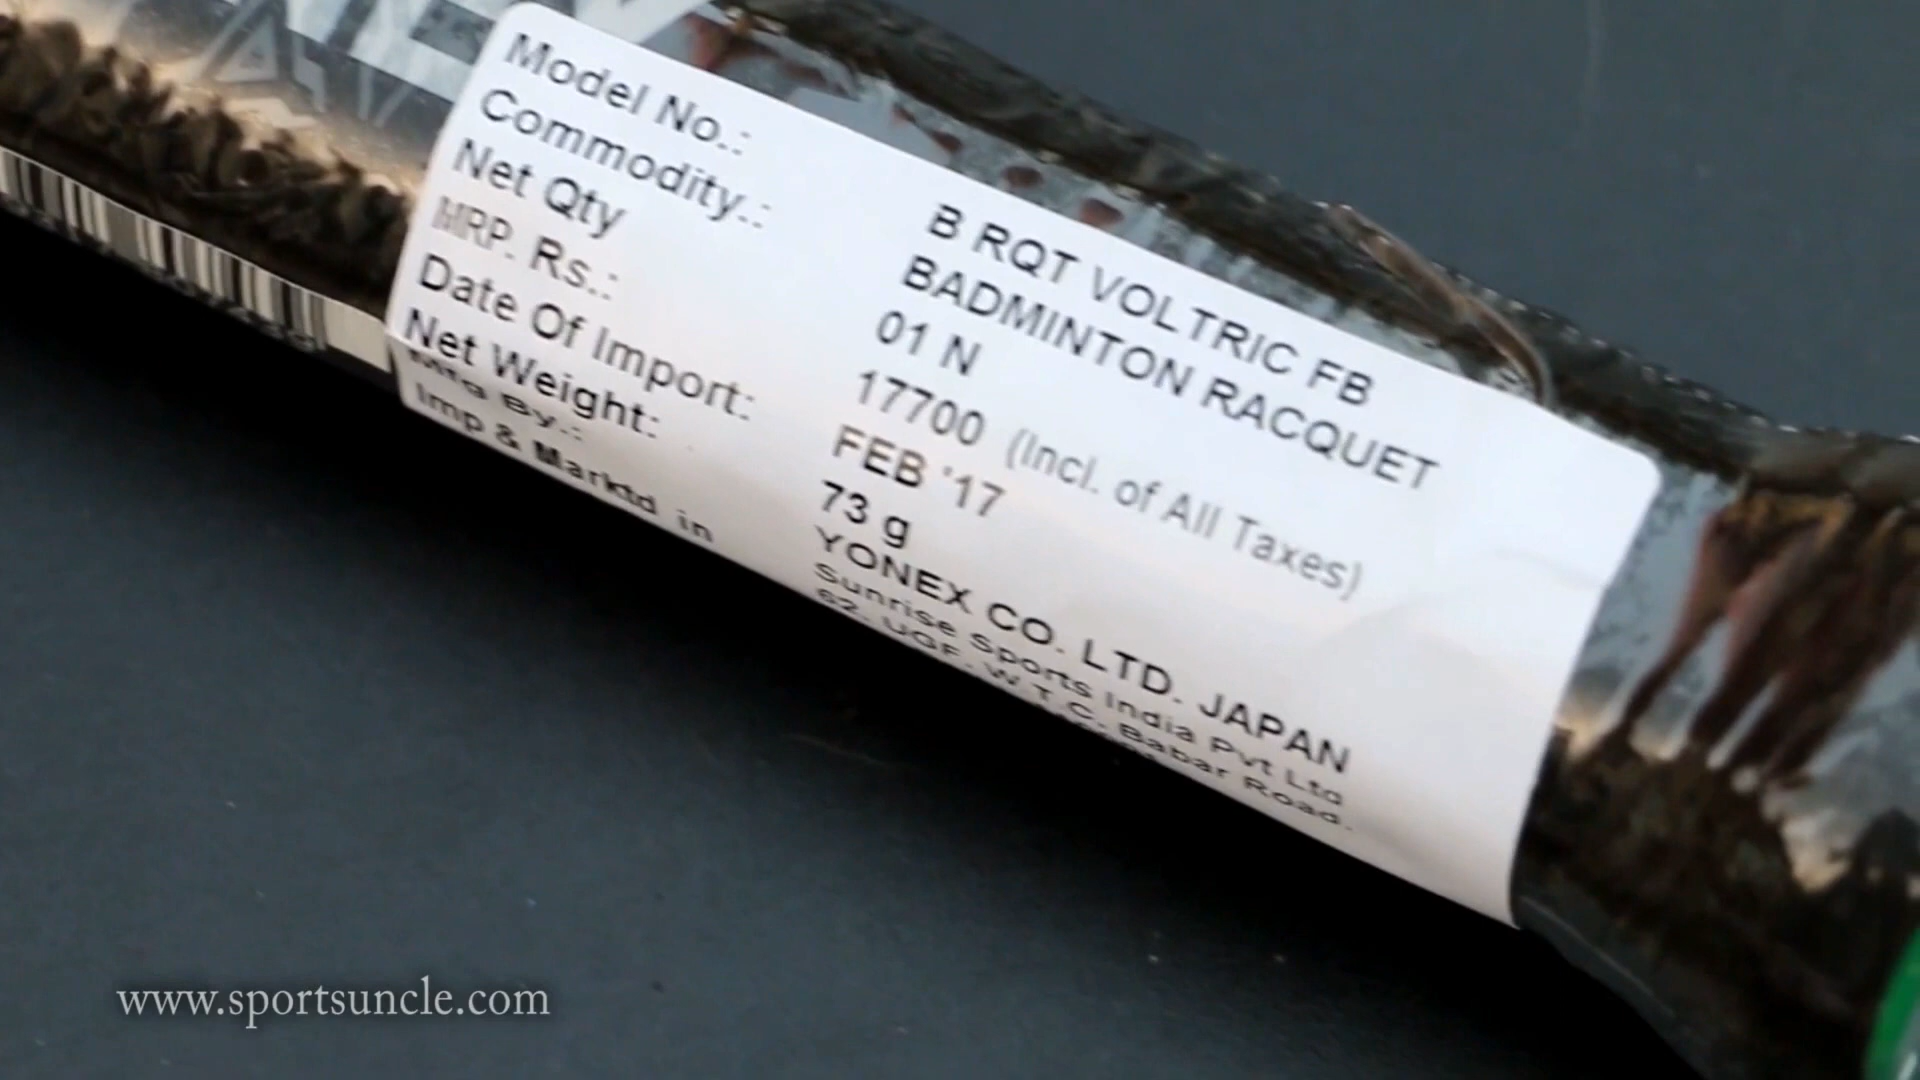 Model No.: B RQT VOLTRIC FB
Commodity.: BADMINTON RACQUET
Net Qty 01 N
MRP. Rs.: 17700 (Incl. of All Taxes)
Date Of Import: FEB '17
Net Weight: 73 g
Mfg By.: YONEX CO. LTD. JAPAN
Imp & Marktd in Sunrise Sports India Pvt Ltd
62, UGF, W.T.C. Babar Road.
www.sportsuncle.com